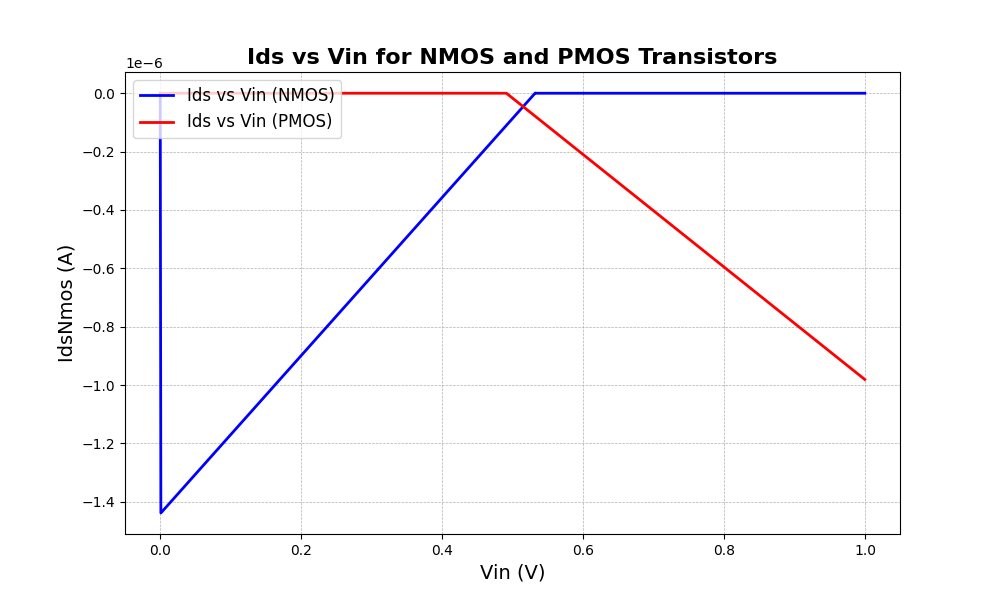 Ids vs Vin for NMOS and PMOS Transistors
1e−6
Ids vs Vin (NMOS)
Ids vs Vin (PMOS)
0.0
−0.2
−0.4
−0.6
−0.8
−1.0
−1.2
−1.4
IdsNmos (A)
0.0 0.2 0.4 0.6 0.8 1.0
Vin (V)